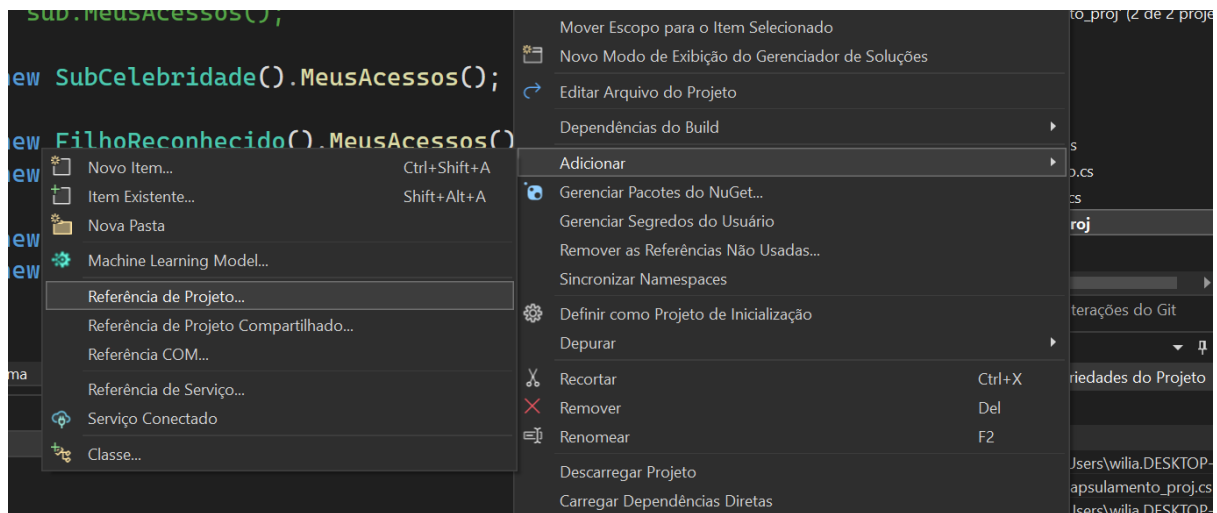 sub.MeusAcessos();
new SubCelebridade().MeusAcessos();
new FilhoReconhecido().MeusAcessos()
new
new
new
ma
Novo Item... Ctrl+Shift+A
Item Existente... Shift+Alt+A
Nova Pasta
Machine Learning Model...
Referência de Projeto...
Referência de Projeto Compartilhado...
Referência COM...
Referência de Serviço...
Serviço Conectado
Classe...
Mover Escopo para o Item Selecionado
Novo Modo de Exibição do Gerenciador de Soluções
Editar Arquivo do Projeto
Dependências do Build
Adicionar
Gerenciar Pacotes do NuGet...
Gerenciar Segredos do Usuário
Remover as Referências Não Usadas...
Sincronizar Namespaces
Definir como Projeto de Inicialização
Depurar
Recortar Ctrl+X
Remover Del
Renomear F2
Descarregar Projeto
Carregar Dependências Diretas
to_proj' (2 de 2 proje
s
o.cs
cs
roj
terações do Git
riedades do Projeto
Users\wilia.DESKTOP-
apsulamento_proj.cs
Users\wilia.DESKTOP-